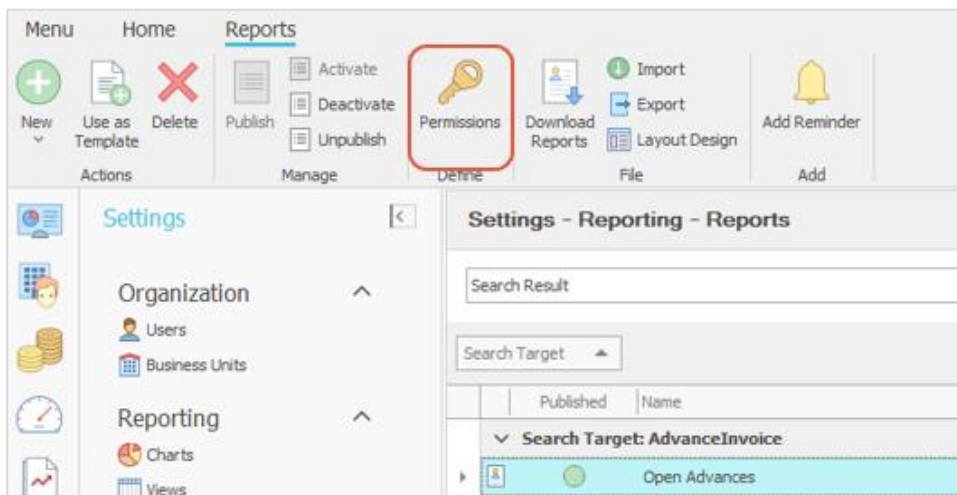 Menu Home Reports
New
Use as
Template
Delete
Publish
Activate
Deactivate
Unpublish
Permissions
Download
Reports
Import
Export
Layout Design
Add Reminder
Actions Manage Define File Add
Settings
Organization
Users
Business Units
Reporting
Charts
Views
Settings - Reporting - Reports
Search Result
Search Target
Published Name
Search Target: AdvanceInvoice
Open Advances